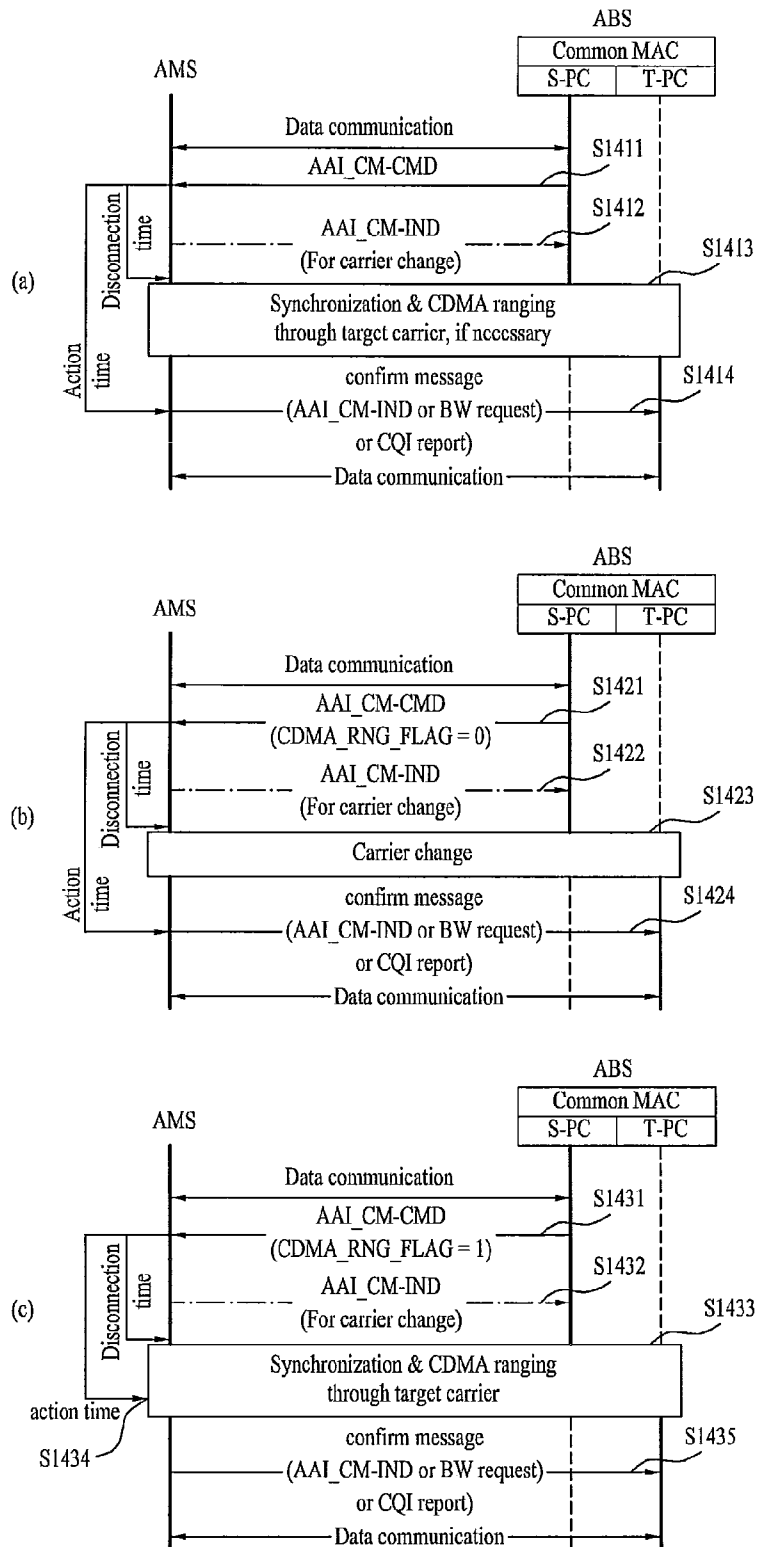 ABS
Common MAC
AMS
S-PC
T-PC
Data communication
S1411
AAI_CM-CMD
S1412
AAI_CM-IND
(For carrier change)
Disconnection
time
S1413
(a)
Synchronization & CDMA ranging
through target carrier, if necessary
Action
time
confirm message
S1414
(AAI_CM-IND or BW request)
or CQI report)
Data communication
ABS
Common MAC
AMS
S-PC
T-PC
Data communication
S1421
AAI_CM-CMD
(CDMA_RNG_FLAG = 0)
S1422
AAI_CM-IND
(For carrier change)
Disconnection
time
S1423
(b)
Carrier change
Action
time
confirm message
S1424
(AAI_CM-IND or BW request)
or CQI report)
Data communication
ABS
Common MAC
AMS
S-PC
T-PC
Data communication
S1431
AAI_CM-CMD
(CDMA_RNG_FLAG = 1)
S1432
AAI_CM-IND
(For carrier change)
Disconnection
time
S1433
(c)
Synchronization & CDMA ranging
through target carrier
action time
S1434
confirm message
S1435
(AAI_CM-IND or BW request)
or CQI report)
Data communication